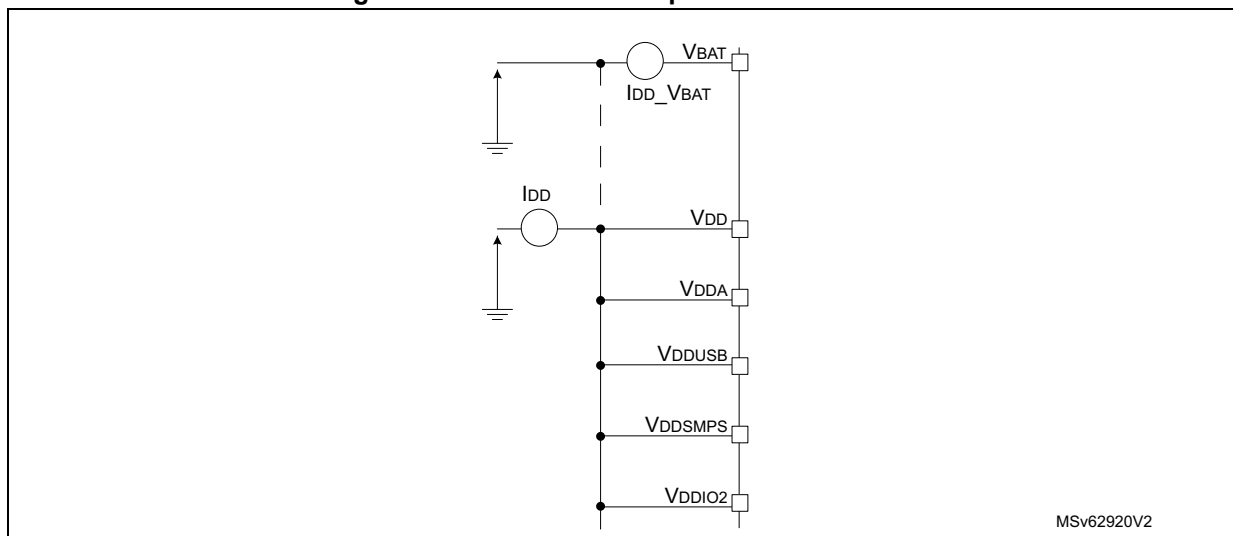 VBAT
IDD_VBAT
IDD
VDD
VDDA
VDDUSB
VDDSMPS
VDDIO2
MSv62920V2